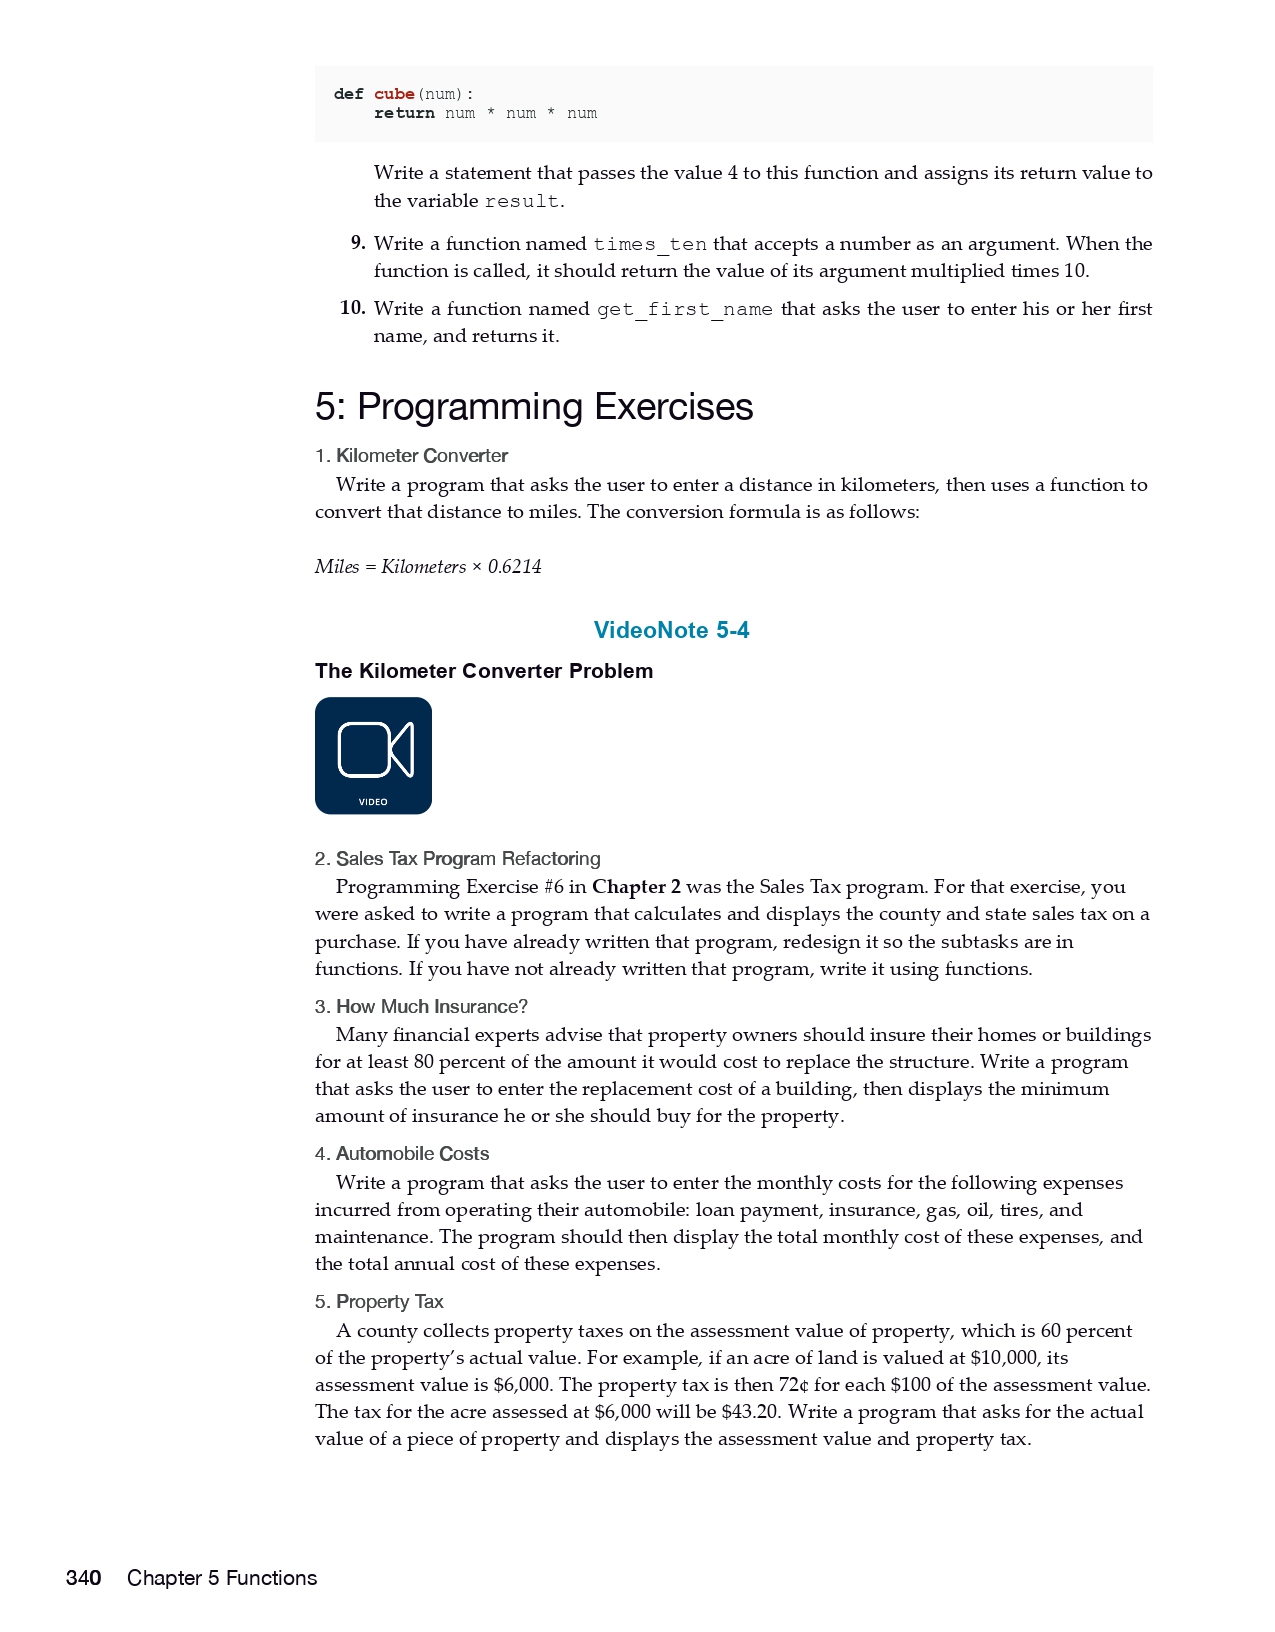 def cube(num):
    return num * num * num
Write a statement that passes the value 4 to this function and assigns its return value to
the variable result.
9. Write a function named times_ten that accepts a number as an argument. When the
function is called, it should return the value of its argument multiplied times 10.
10. Write a function named get_first_name that asks the user to enter his or her first
name, and returns it.
5: Programming Exercises
1. Kilometer Converter
Write a program that asks the user to enter a distance in kilometers, then uses a function to
convert that distance to miles. The conversion formula is as follows:
Miles = Kilometers × 0.6214
VideoNote 5-4
The Kilometer Converter Problem
VIDEO
2. Sales Tax Program Refactoring
Programming Exercise #6 in Chapter 2 was the Sales Tax program. For that exercise, you
were asked to write a program that calculates and displays the county and state sales tax on a
purchase. If you have already written that program, redesign it so the subtasks are in
functions. If you have not already written that program, write it using functions.
3. How Much Insurance?
Many financial experts advise that property owners should insure their homes or buildings
for at least 80 percent of the amount it would cost to replace the structure. Write a program
that asks the user to enter the replacement cost of a building, then displays the minimum
amount of insurance he or she should buy for the property.
4. Automobile Costs
Write a program that asks the user to enter the monthly costs for the following expenses
incurred from operating their automobile: loan payment, insurance, gas, oil, tires, and
maintenance. The program should then display the total monthly cost of these expenses, and
the total annual cost of these expenses.
5. Property Tax
A county collects property taxes on the assessment value of property, which is 60 percent
of the property’s actual value. For example, if an acre of land is valued at $10,000, its
assessment value is $6,000. The property tax is then 72¢ for each $100 of the assessment value.
The tax for the acre assessed at $6,000 will be $43.20. Write a program that asks for the actual
value of a piece of property and displays the assessment value and property tax.
340 Chapter 5 Functions